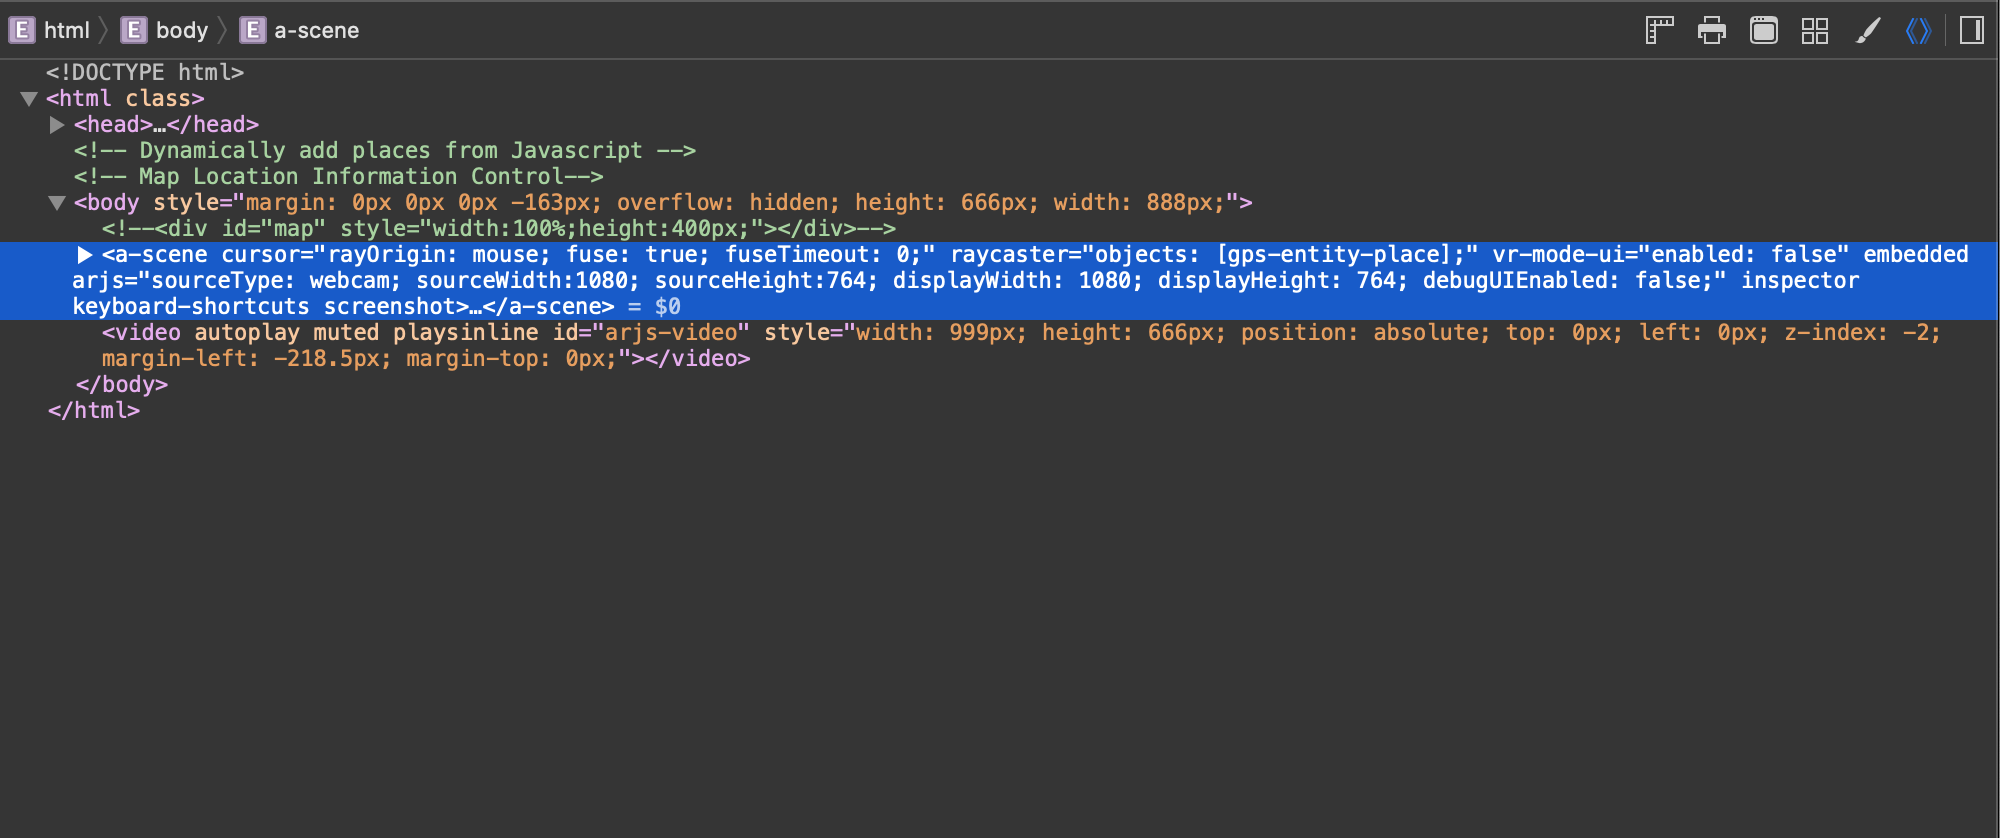 E html E body E a-scene
<!DOCTYPE html>
<html class>
<head>…</head>
<!-- Dynamically add places from Javascript -->
<!-- Map Location Information Control-->
<body style="margin: 0px 0px 0px -163px; overflow: hidden; height: 666px; width: 888px;">
<!--<div id="map" style="width:100%;height:400px;"></div>-->
<a-scene cursor="rayOrigin: mouse; fuse: true; fuseTimeout: 0;" raycaster="objects: [gps-entity-place];" vr-mode-ui="enabled: false" embedded
arjs="sourceType: webcam; sourceWidth:1080; sourceHeight:764; displayWidth: 1080; displayHeight: 764; debugUIEnabled: false;" inspector
keyboard-shortcuts screenshot>…</a-scene> = $0
<video autoplay muted playsinline id="arjs-video" style="width: 999px; height: 666px; position: absolute; top: 0px; left: 0px; z-index: -2;
margin-left: -218.5px; margin-top: 0px;"></video>
</body>
</html>